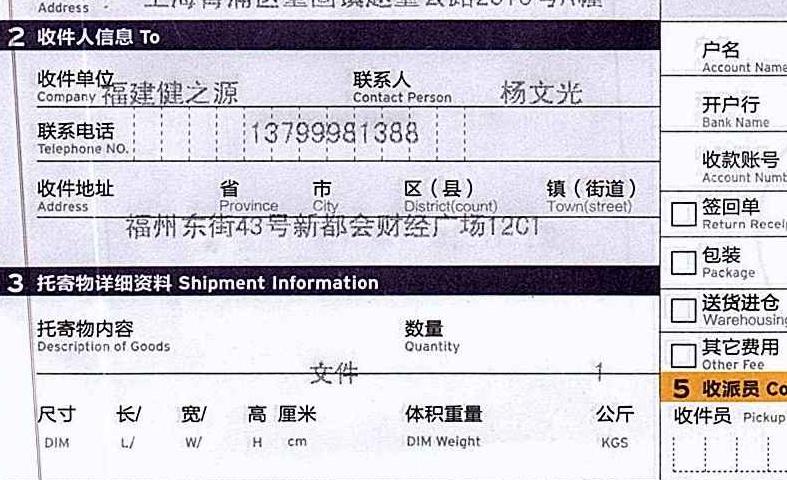 Address
2 收件人信息 To
收件单位 福建健之源 联系人 杨文光
Company Contact Person
联系电话 13799981388
Telephone NO.
收件地址 省 市 区（县） 镇（街道）
Address Province City District(count) Town(street)
福州东街43号新都会财经广场12C1
3 托寄物详细资料 Shipment Information
托寄物内容 数量
Description of Goods Quantity
文件 1
尺寸 长/ 宽/ 高 厘米 体积重量 公斤
DIM L/ W/ H cm DIM Weight KGS
户名
Account Name
开户行
Bank Name
收款账号
Account Numb
签回单
Return Receip
包装
Package
送货进仓
Warehousing
其它费用
Other Fee
5 收派员 Co
收件员 Pickup